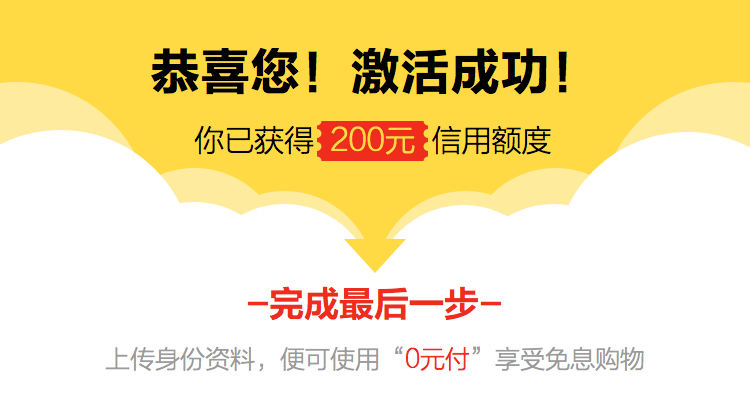 恭喜您！激活成功！
你已获得 200元 信用额度
–完成最后一步–
上传身份资料，便可使用“0元付”享受免息购物